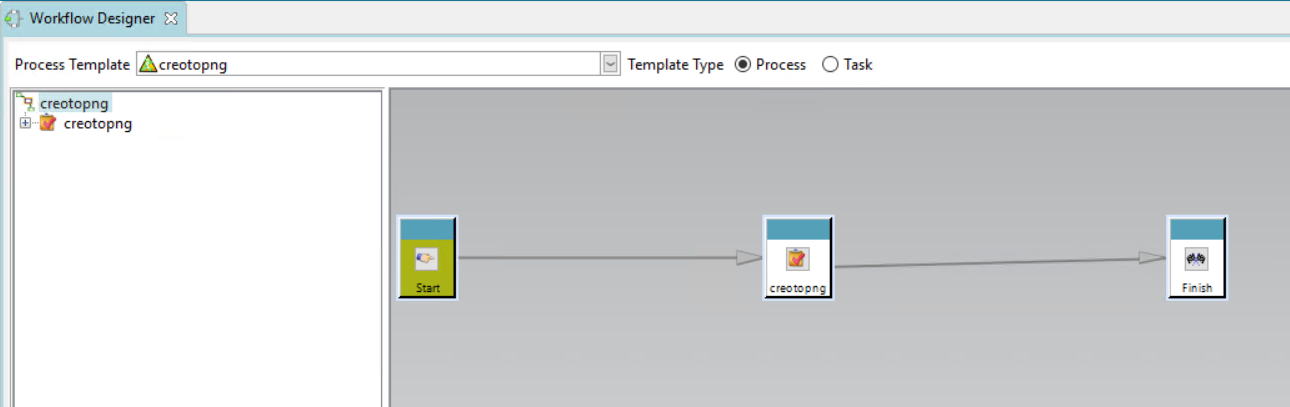 Workflow Designer
Process Template creotopng Template Type Process Task
creotopng
creotopng
Start
creotopng
Finish